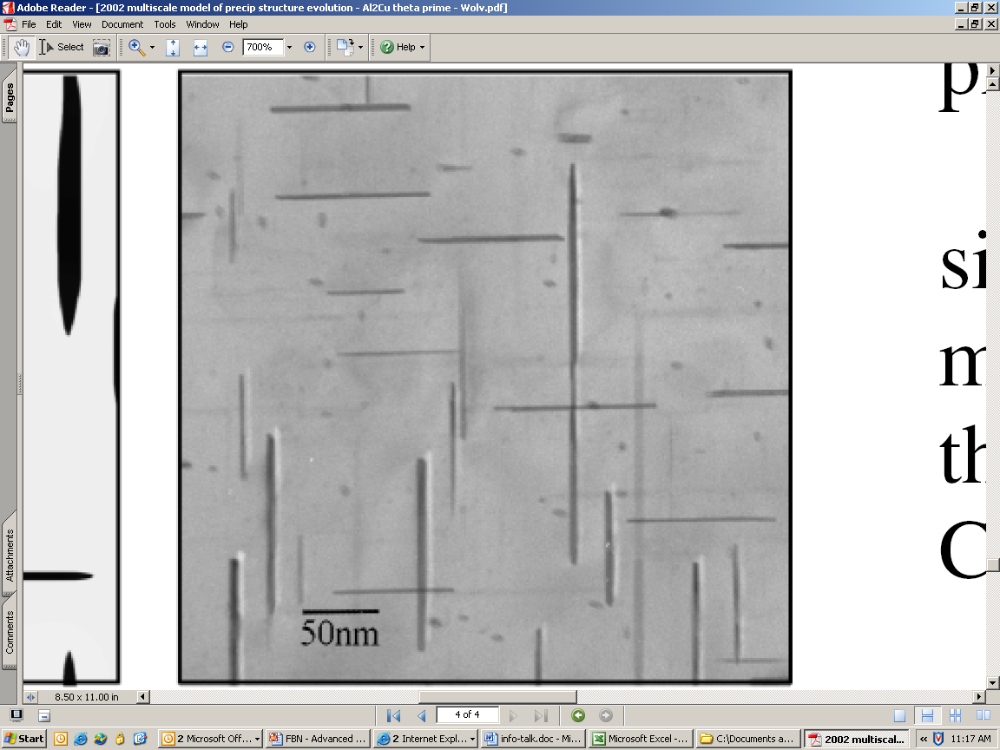 Adobe Reader - [2002 multiscale model of precip structure evolution - Al2Cu theta prime - Wolv.pdf]
File Edit View Document Tools Window Help
Select 700% Help
Pages
Attachments
Comments
50nm
si
m
th
8.50 x 11.00 in
4 of 4
Start 2 Microsoft Off... FBN - Advanced ... 2 Internet Expl... info-talk.doc - Mi... Microsoft Excel -... C:\Documents a... 2002 multiscal... « 11:17 AM